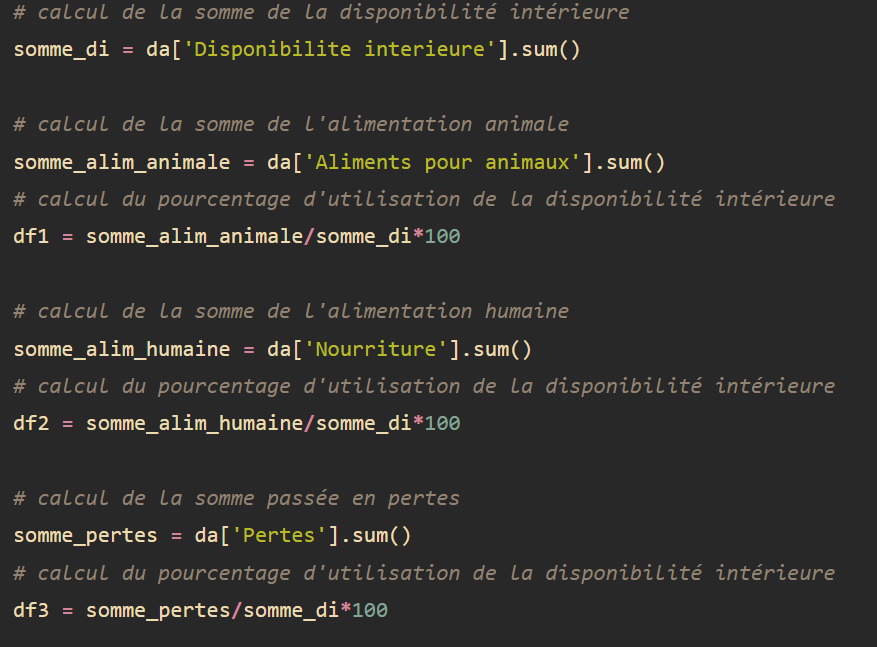 # calcul de la somme de la disponibilité intérieure
somme_di = da['Disponibilite interieure'].sum()
# calcul de la somme de l'alimentation animale
somme_alim_animale = da['Aliments pour animaux'].sum()
# calcul du pourcentage d'utilisation de la disponibilité intérieure
df1 = somme_alim_animale/somme_di*100
# calcul de la somme de l'alimentation humaine
somme_alim_humaine = da['Nourriture'].sum()
# calcul du pourcentage d'utilisation de la disponibilité intérieure
df2 = somme_alim_humaine/somme_di*100
# calcul de la somme passée en pertes
somme_pertes = da['Pertes'].sum()
# calcul du pourcentage d'utilisation de la disponibilité intérieure
df3 = somme_pertes/somme_di*100